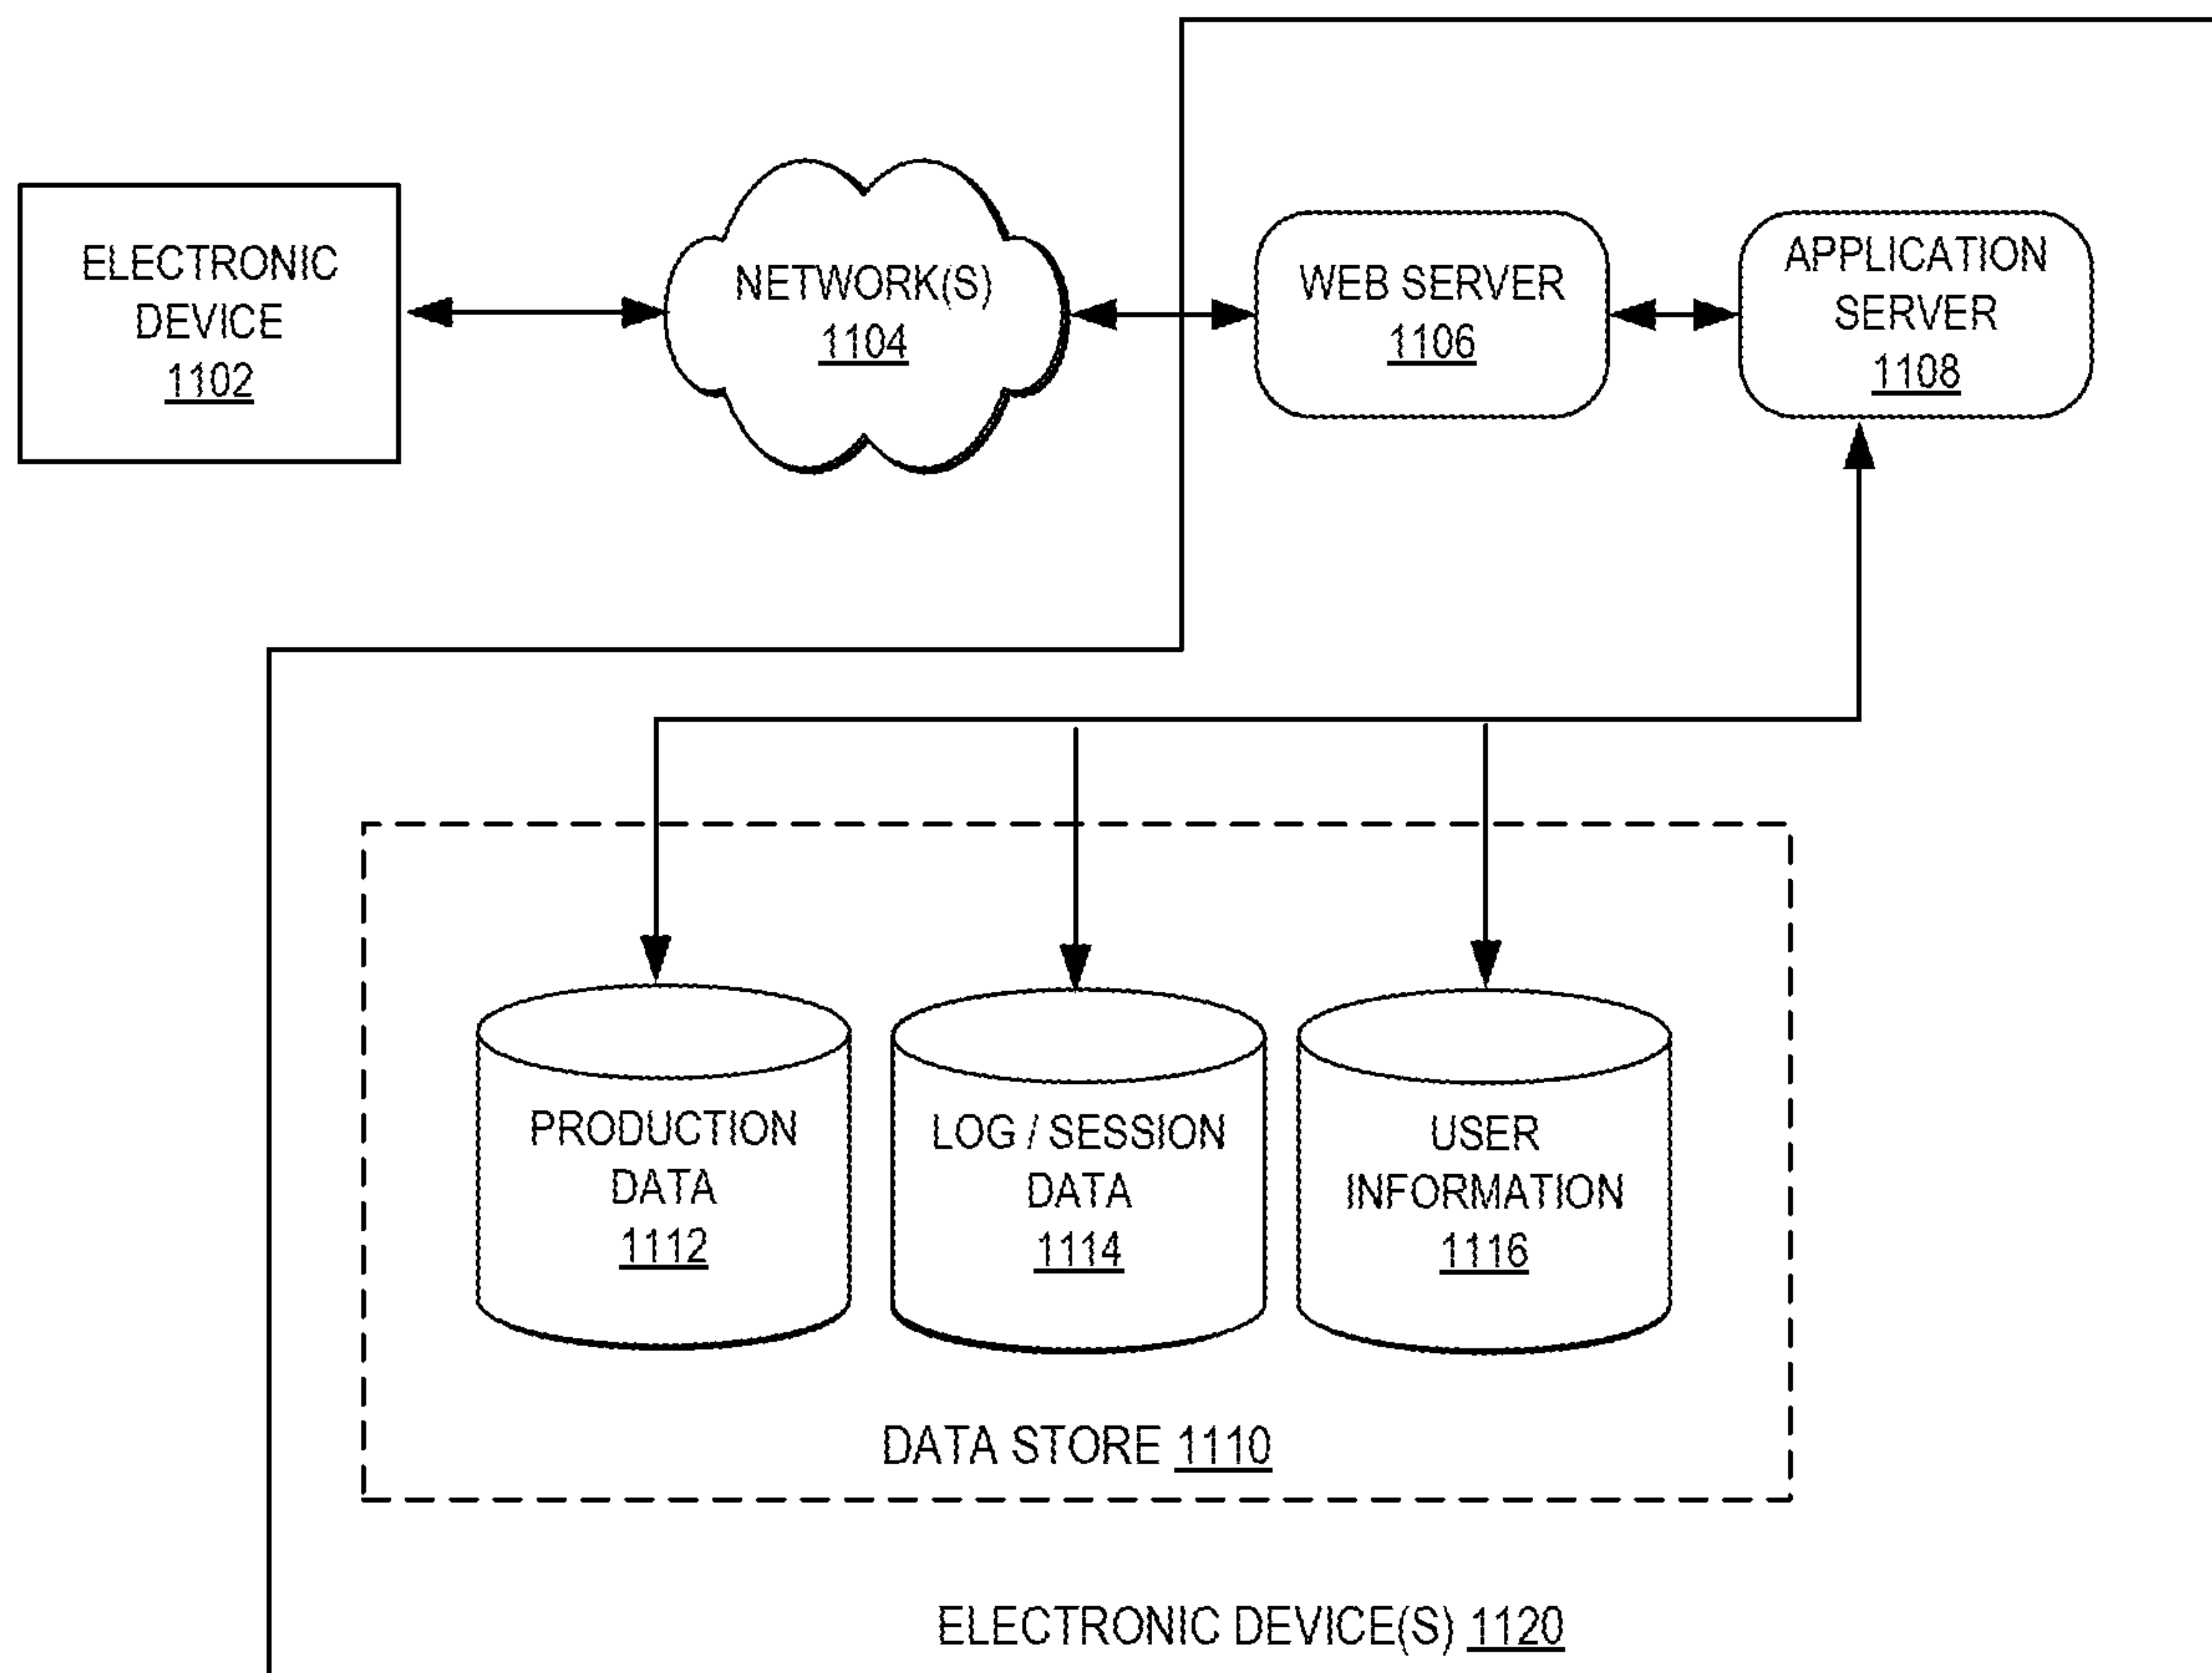 ELECTRONIC
DEVICE
1102
NETWORK(S)
1104
WEB SERVER
1106
APPLICATION
SERVER
1108
PRODUCTION
DATA
1112
LOG / SESSION
DATA
1114
USER
INFORMATION
1116
DATA STORE 1110
ELECTRONIC DEVICE(S) 1120